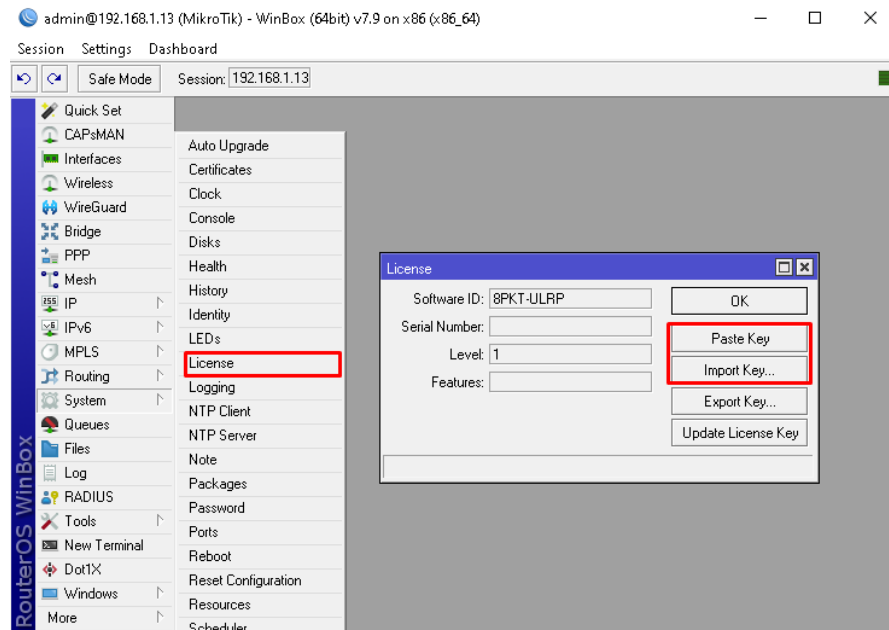 admin@192.168.1.13 (MikroTik) - WinBox (64bit) v7.9 on x86 (x86_64)
Session Settings Dashboard
Safe Mode Session: 192.168.1.13
Quick Set
CAPsMAN
Interfaces
Wireless
WireGuard
Bridge
PPP
Mesh
IP
IPv6
MPLS
Routing
System
Queues
Files
Log
RADIUS
Tools
New Terminal
Dot1X
Windows
More
RouterOS WinBox
Auto Upgrade
Certificates
Clock
Console
Disks
Health
History
Identity
LEDs
License
Logging
NTP Client
NTP Server
Note
Packages
Password
Ports
Reboot
Reset Configuration
Resources
Scheduler
License
Software ID: 8PKT-ULRP
Serial Number:
Level: 1
Features:
OK
Paste Key
Import Key...
Export Key...
Update License Key